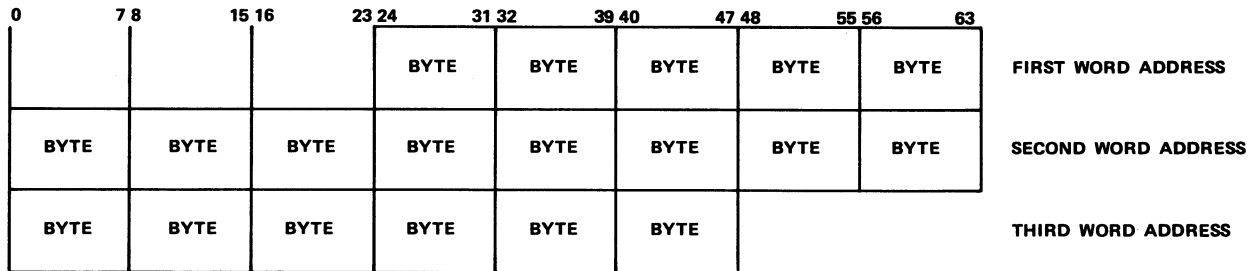 0 7 8 15 16 23 24 31 32 39 40 47 48 55 56 63
BYTE BYTE BYTE BYTE BYTE FIRST WORD ADDRESS
BYTE BYTE BYTE BYTE BYTE BYTE BYTE BYTE SECOND WORD ADDRESS
BYTE BYTE BYTE BYTE BYTE BYTE THIRD WORD ADDRESS